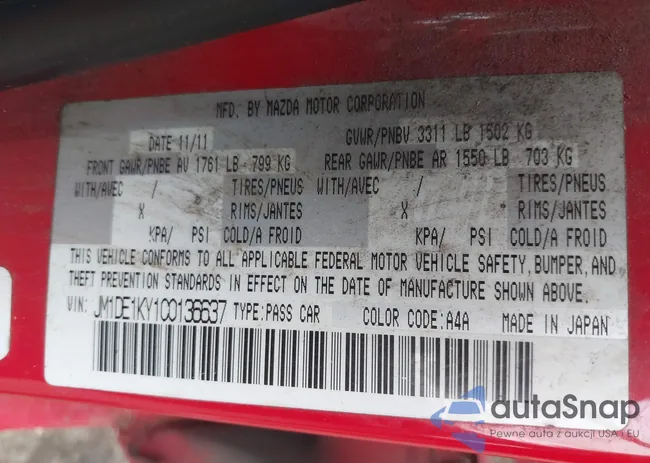 MFD. BY MAZDA MOTOR CORPORATION
DATE 11/11 GVWR/PNBV 3311 LB 1502 KG
FRONT GAWR/PNBE AV 1761 LB - 799 KG REAR GAWR/PNBE AR 1550 LB - 703 KG
WITH/AVEC / TIRES/PNEUS WITH/AVEC / TIRES/PNEUS
X RIMS/JANTES X RIMS/JANTES
KPA/ PSI COLD/A FROID KPA/ PSI COLD/A FROID
THIS VEHICLE CONFORMS TO ALL APPLICABLE FEDERAL MOTOR VEHICLE SAFETY, BUMPER, AND
THEFT PREVENTION STANDARDS IN EFFECT ON THE DATE OF MANUFACTURE SHOWN ABOVE.
VIN: JM1DE1KY1C0136637 TYPE: PASS CAR COLOR CODE: A4A MADE IN JAPAN
autoSnap
Pewne auta z aukcji USA i EU